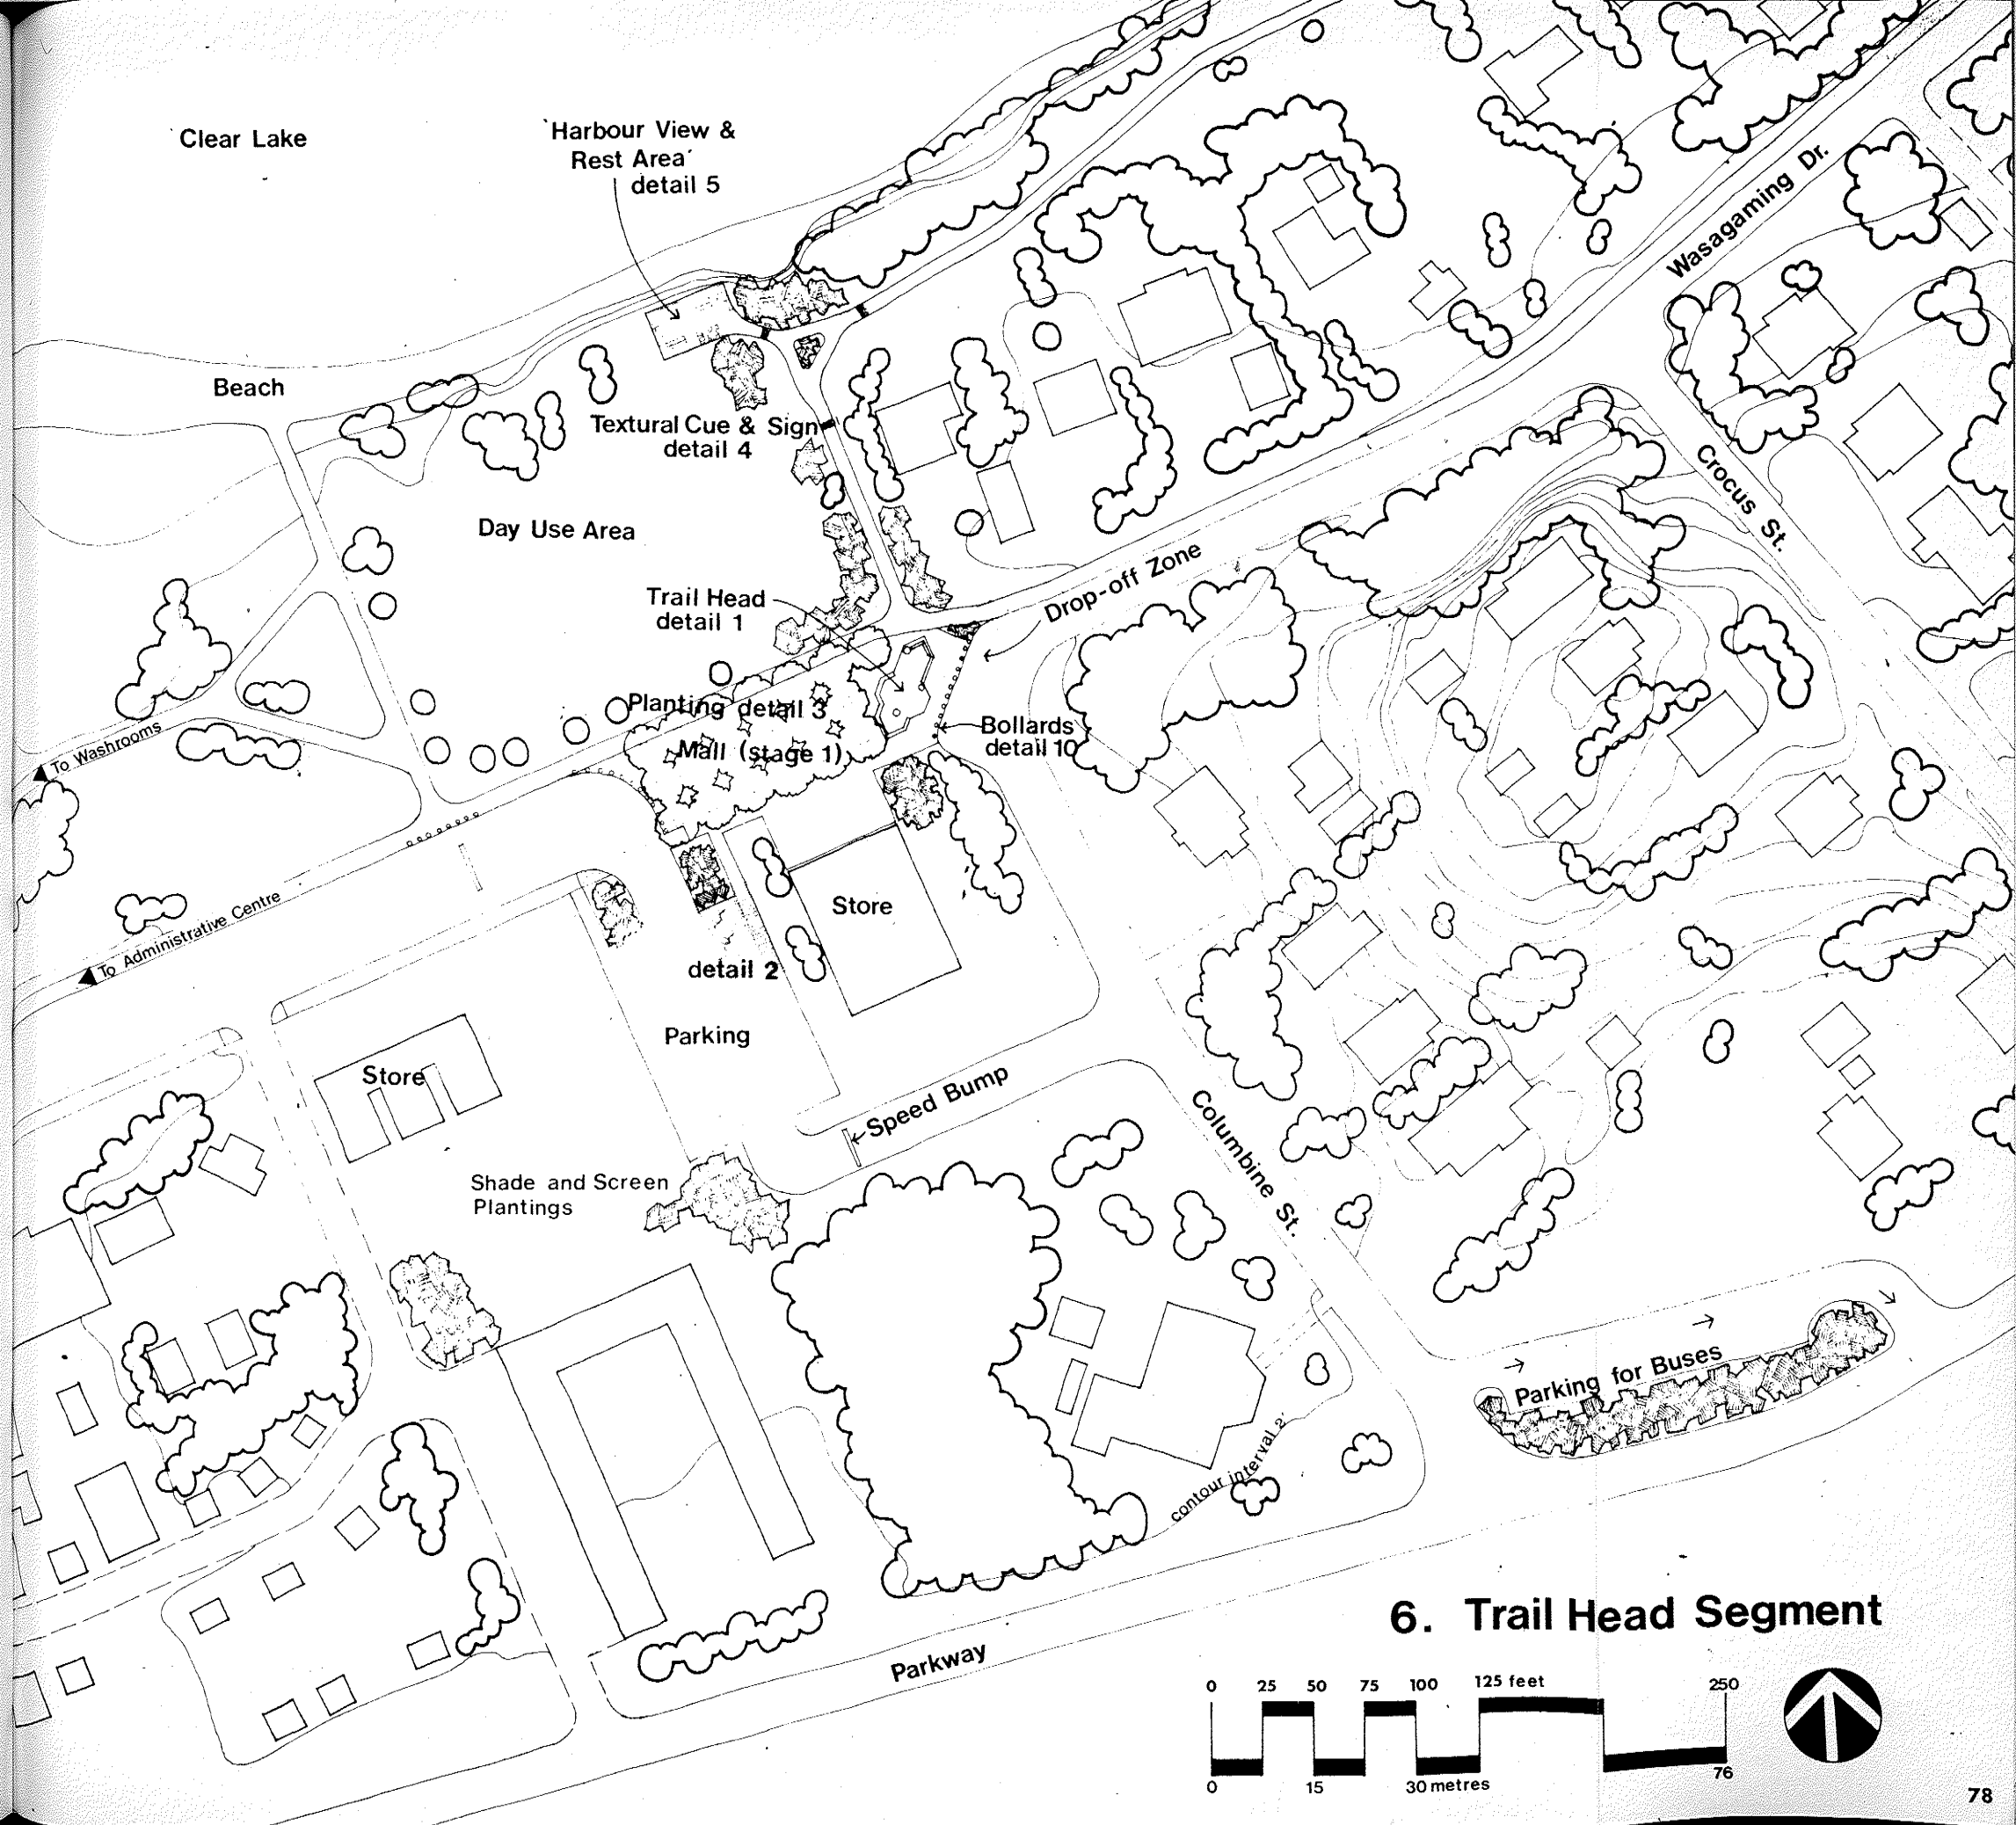 Clear Lake
'Harbour View &
Rest Area'
detail 5
Wasagaming Dr.
Beach
Textural Cue & Sign
detail 4
Crocus St.
Day Use Area
Drop-off Zone
Trail Head
detail 1
Planting detail 3
Mall (stage 1)
Bollards
detail 10
To Washrooms
To Administrative Centre
Store
detail 2
Parking
Store
Speed Bump
Columbine St.
Shade and Screen
Plantings
Parking for Buses
contour interval 2'
Parkway
6. Trail Head Segment
0 25 50 75 100 125 feet 250
0 15 30 metres 76
78